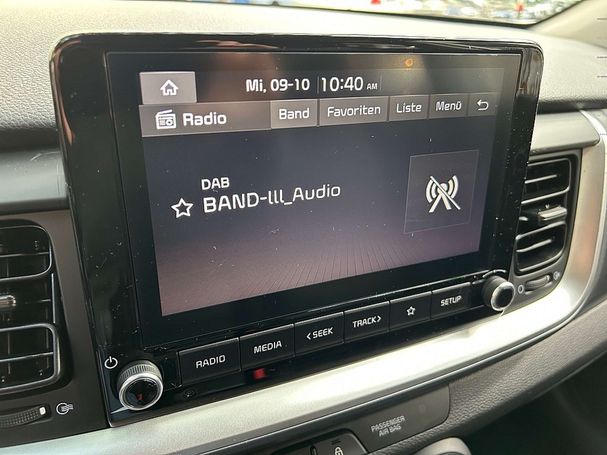 Mi, 09-10 10:40 AM
Radio Band Favoriten Liste Menü
DAB
BAND-III_Audio
RADIO MEDIA < SEEK TRACK > SETUP
PASSENGER
AIR BAG